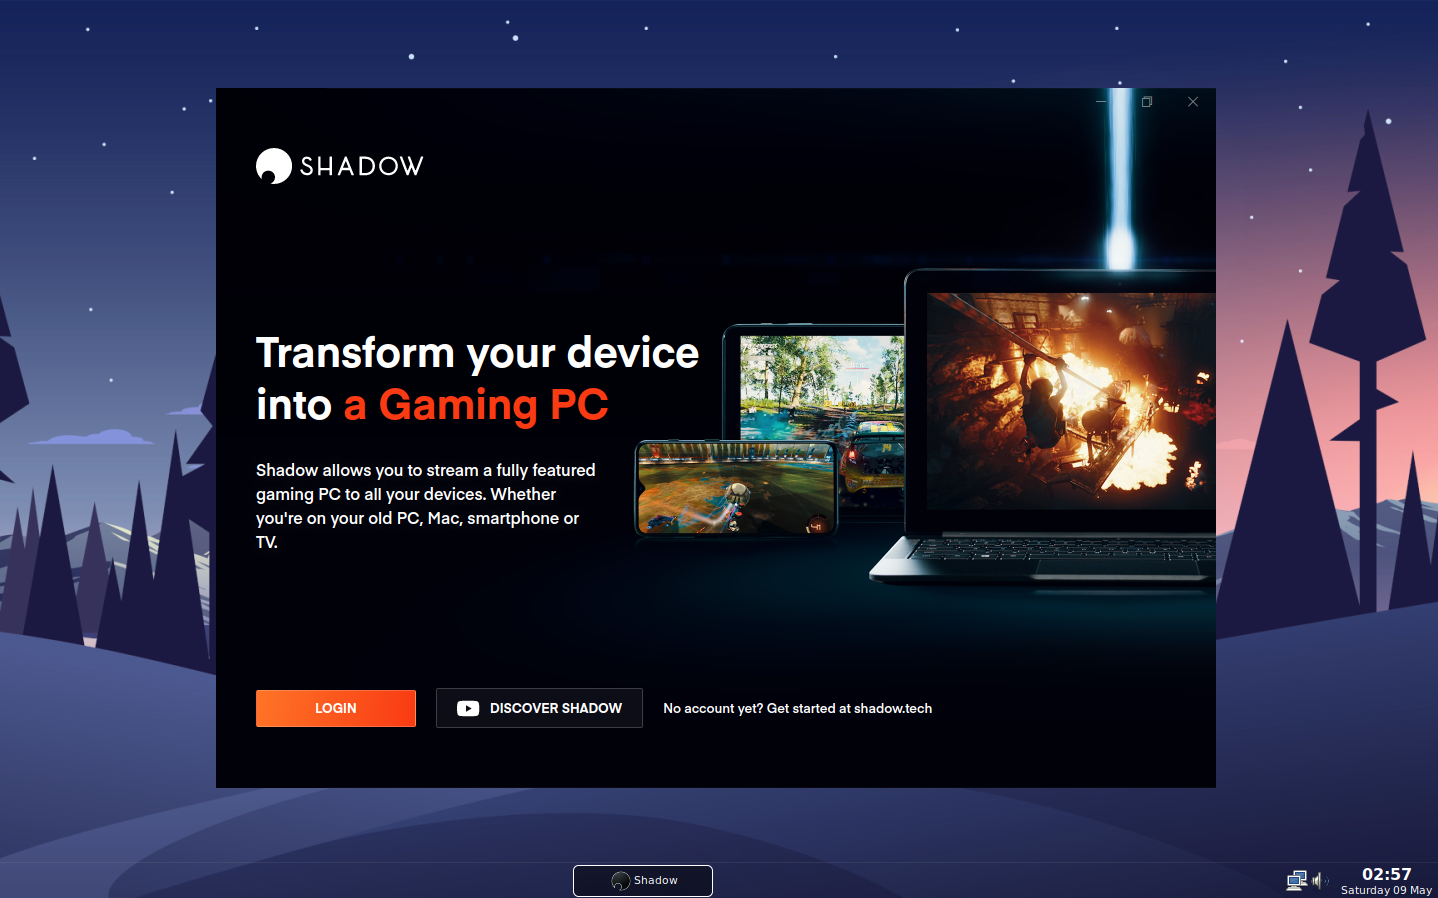 SHADOW
Transform your device
into a Gaming PC
Shadow allows you to stream a fully featured
gaming PC to all your devices. Whether
you're on your old PC, Mac, smartphone or
TV.
LOGIN
DISCOVER SHADOW
No account yet? Get started at shadow.tech
Shadow
02:57
Saturday 09 May